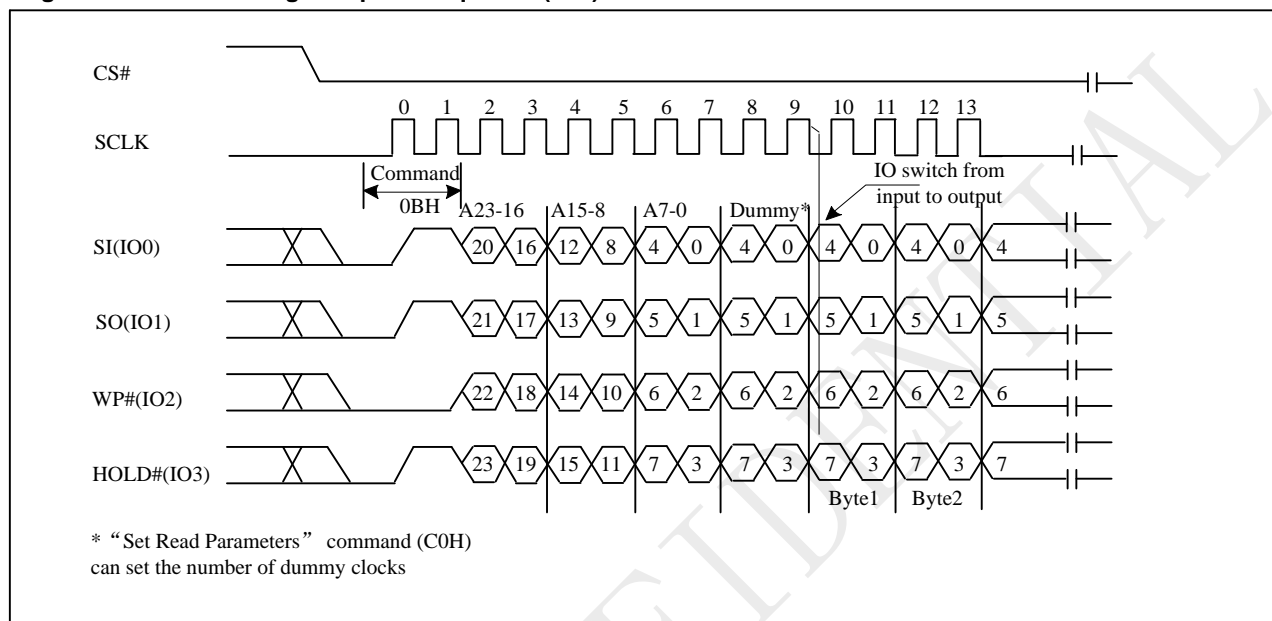 CS#
0 1 2 3 4 5 6 7 8 9 10 11 12 13
SCLK
Command
IO switch from
input to output
0BH
A23-16 A15-8 A7-0 Dummy*
SI(IO0) 20 16 12 8 4 0 4 0 4 0 4 0 4
SO(IO1) 21 17 13 9 5 1 5 1 5 1 5 1 5
WP#(IO2) 22 18 14 10 6 2 6 2 6 2 6 2 6
HOLD#(IO3) 23 19 15 11 7 3 7 3 7 3 7 3 7
Byte1 Byte2
* “Set Read Parameters” command (C0H)
can set the number of dummy clocks
FIDENTIAL